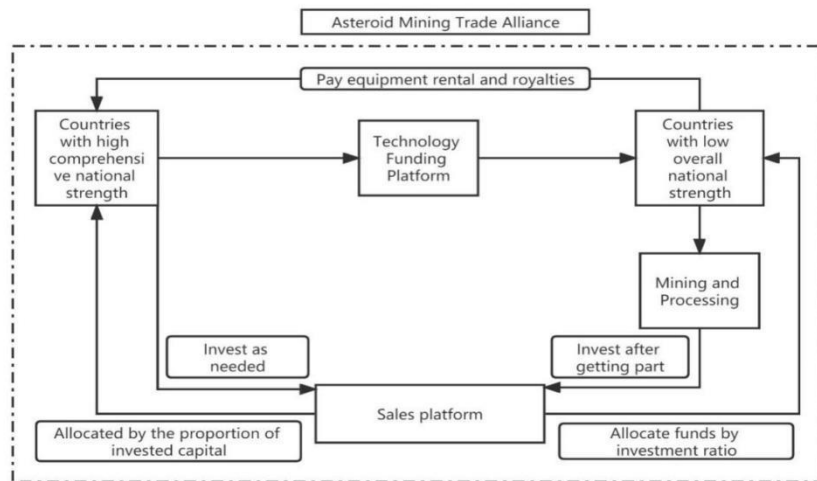 Asteroid Mining Trade Alliance
Pay equipment rental and royalties
Countries
with high
comprehensi
ve national
strength
Technology
Funding
Platform
Countries
with low
overall
national
strength
Mining and
Processing
Invest as
needed
Invest after
getting part
Sales platform
Allocated by the proportion of
invested capital
Allocate funds by
investment ratio